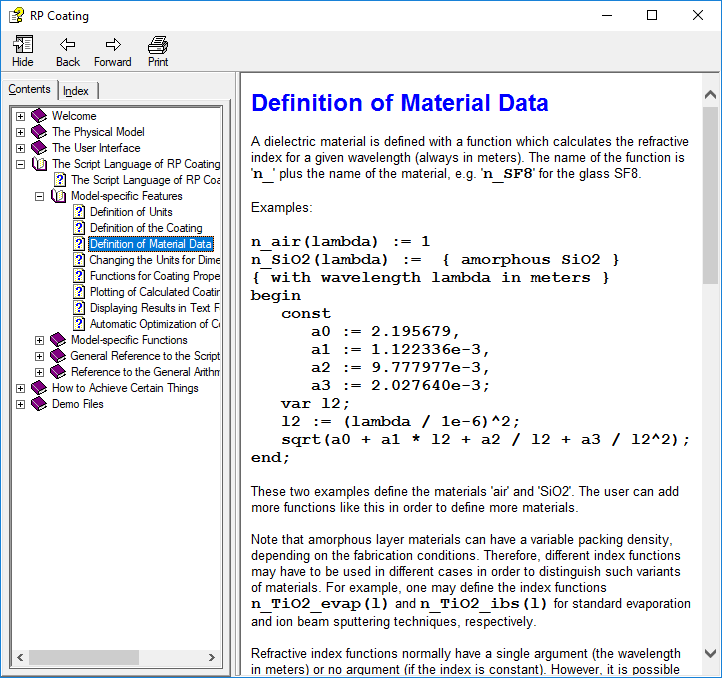 RP Coating
Hide Back Forward Print
Contents Index
Welcome
The Physical Model
The User Interface
The Script Language of RP Coating
The Script Language of RP Coa
Model-specific Features
Definition of Units
Definition of the Coating
Definition of Material Data
Changing the Units for Dime
Functions for Coating Prope
Plotting of Calculated Coatin
Displaying Results in Text F
Automatic Optimization of Co
Model-specific Functions
General Reference to the Script
Reference to the General Arithm
How to Achieve Certain Things
Demo Files
Definition of Material Data
A dielectric material is defined with a function which calculates the refractive
index for a given wavelength (always in meters). The name of the function is
'n_' plus the name of the material, e.g. 'n_SF8' for the glass SF8.
Examples:
n_air(lambda) := 1
n_SiO2(lambda) :=  { amorphous SiO2 }
{ with wavelength lambda in meters }
begin
const
a0 := 2.195679,
a1 := 1.122336e-3,
a2 := 9.777977e-3,
a3 := 2.027640e-3;
var l2;
l2 := (lambda / 1e-6)^2;
sqrt(a0 + a1 * l2 + a2 / l2 + a3 / l2^2);
end;
These two examples define the materials 'air' and 'SiO2'. The user can add
more functions like this in order to define more materials.
Note that amorphous layer materials can have a variable packing density,
depending on the fabrication conditions. Therefore, different index functions
may have to be used in different cases in order to distinguish such variants
of materials. For example, one may define the index functions
n_TiO2_evap(l) and n_TiO2_ibs(l) for standard evaporation
and ion beam sputtering techniques, respectively.
Refractive index functions normally have a single argument (the wavelength
in meters) or no argument (if the index is constant). However, it is possible